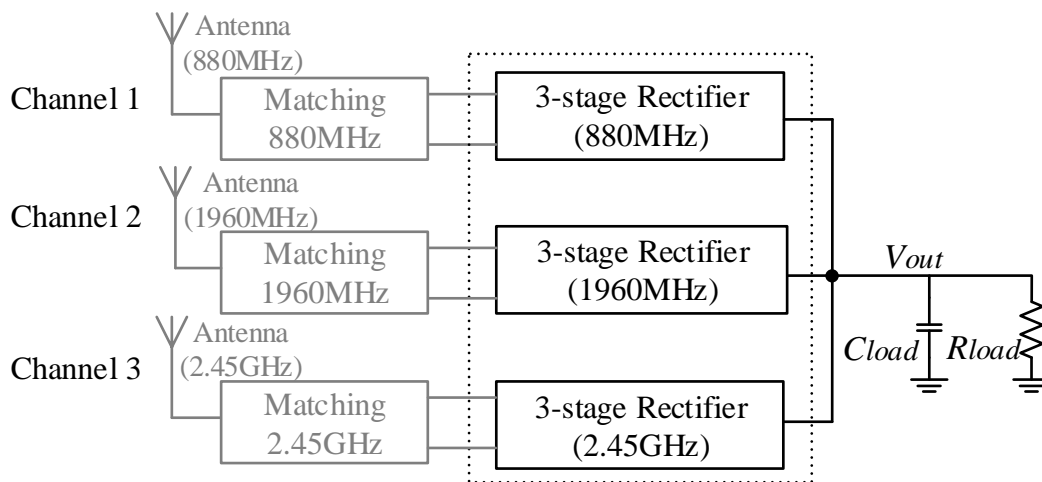 Antenna
(880MHz)
Channel 1
Matching
880MHz
3-stage Rectifier
(880MHz)
Antenna
(1960MHz)
Channel 2
Matching
1960MHz
3-stage Rectifier
(1960MHz)
Vout
Cload
Rload
Antenna
(2.45GHz)
Channel 3
Matching
2.45GHz
3-stage Rectifier
(2.45GHz)